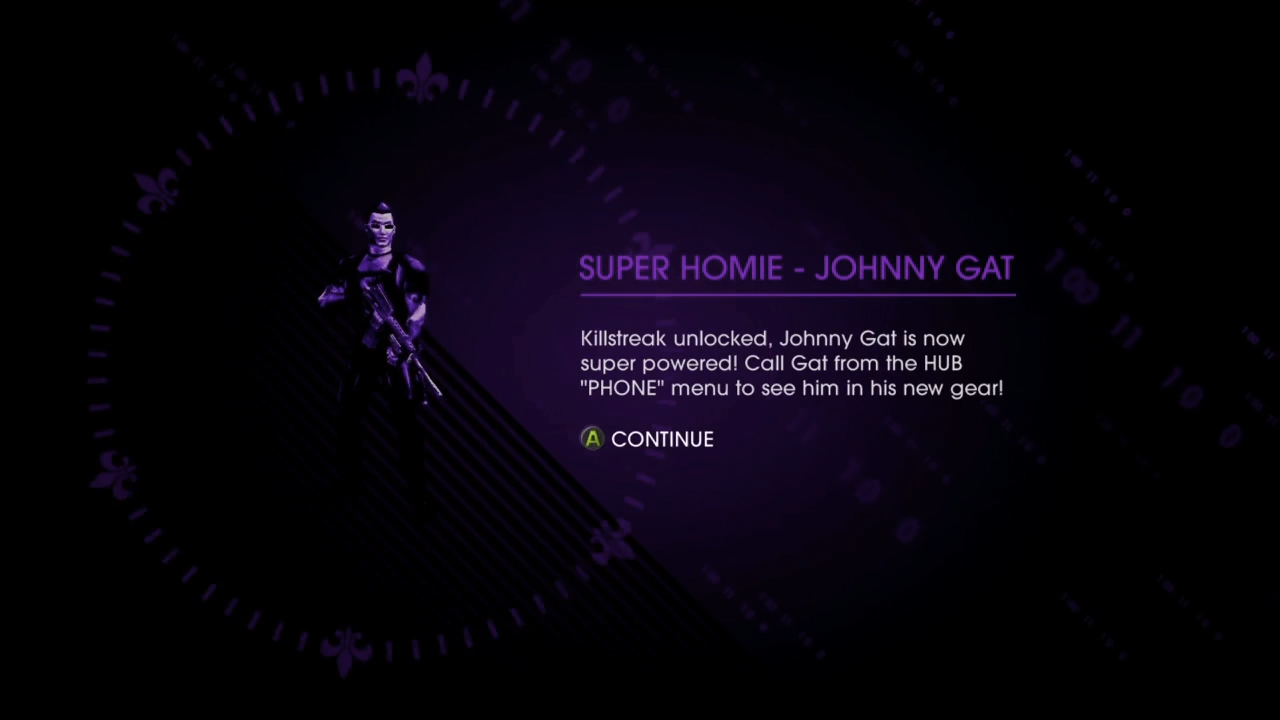 SUPER HOMIE - JOHNNY GAT
Killstreak unlocked, Johnny Gat is now
super powered! Call Gat from the HUB
"PHONE" menu to see him in his new gear!
A CONTINUE